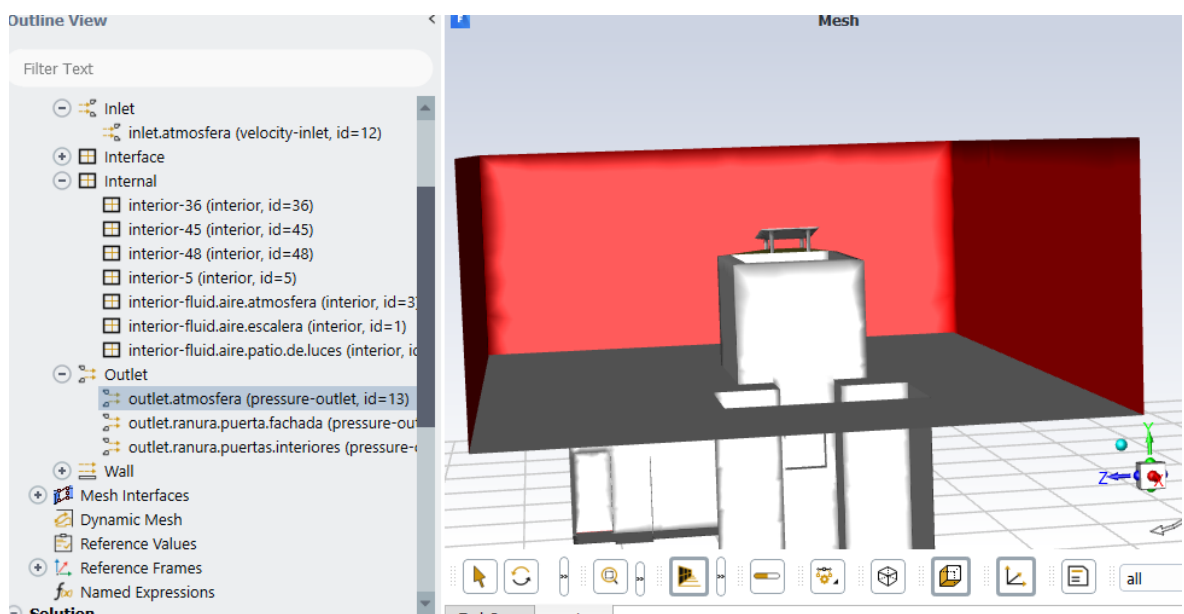 Outline View
<
Mesh
Filter Text
Inlet
inlet.atmosfera (velocity-inlet, id=12)
Interface
Internal
interior-36 (interior, id=36)
interior-45 (interior, id=45)
interior-48 (interior, id=48)
interior-5 (interior, id=5)
interior-fluid.aire.atmosfera (interior, id=3
interior-fluid.aire.escalera (interior, id=1)
interior-fluid.aire.patio.de.luces (interior, ic
Outlet
outlet.atmosfera (pressure-outlet, id=13)
outlet.ranura.puerta.fachada (pressure-out
outlet.ranura.puertas.interiores (pressure-
Wall
Mesh Interfaces
Dynamic Mesh
Reference Values
Reference Frames
Named Expressions
Solution
Y
Z
X
all